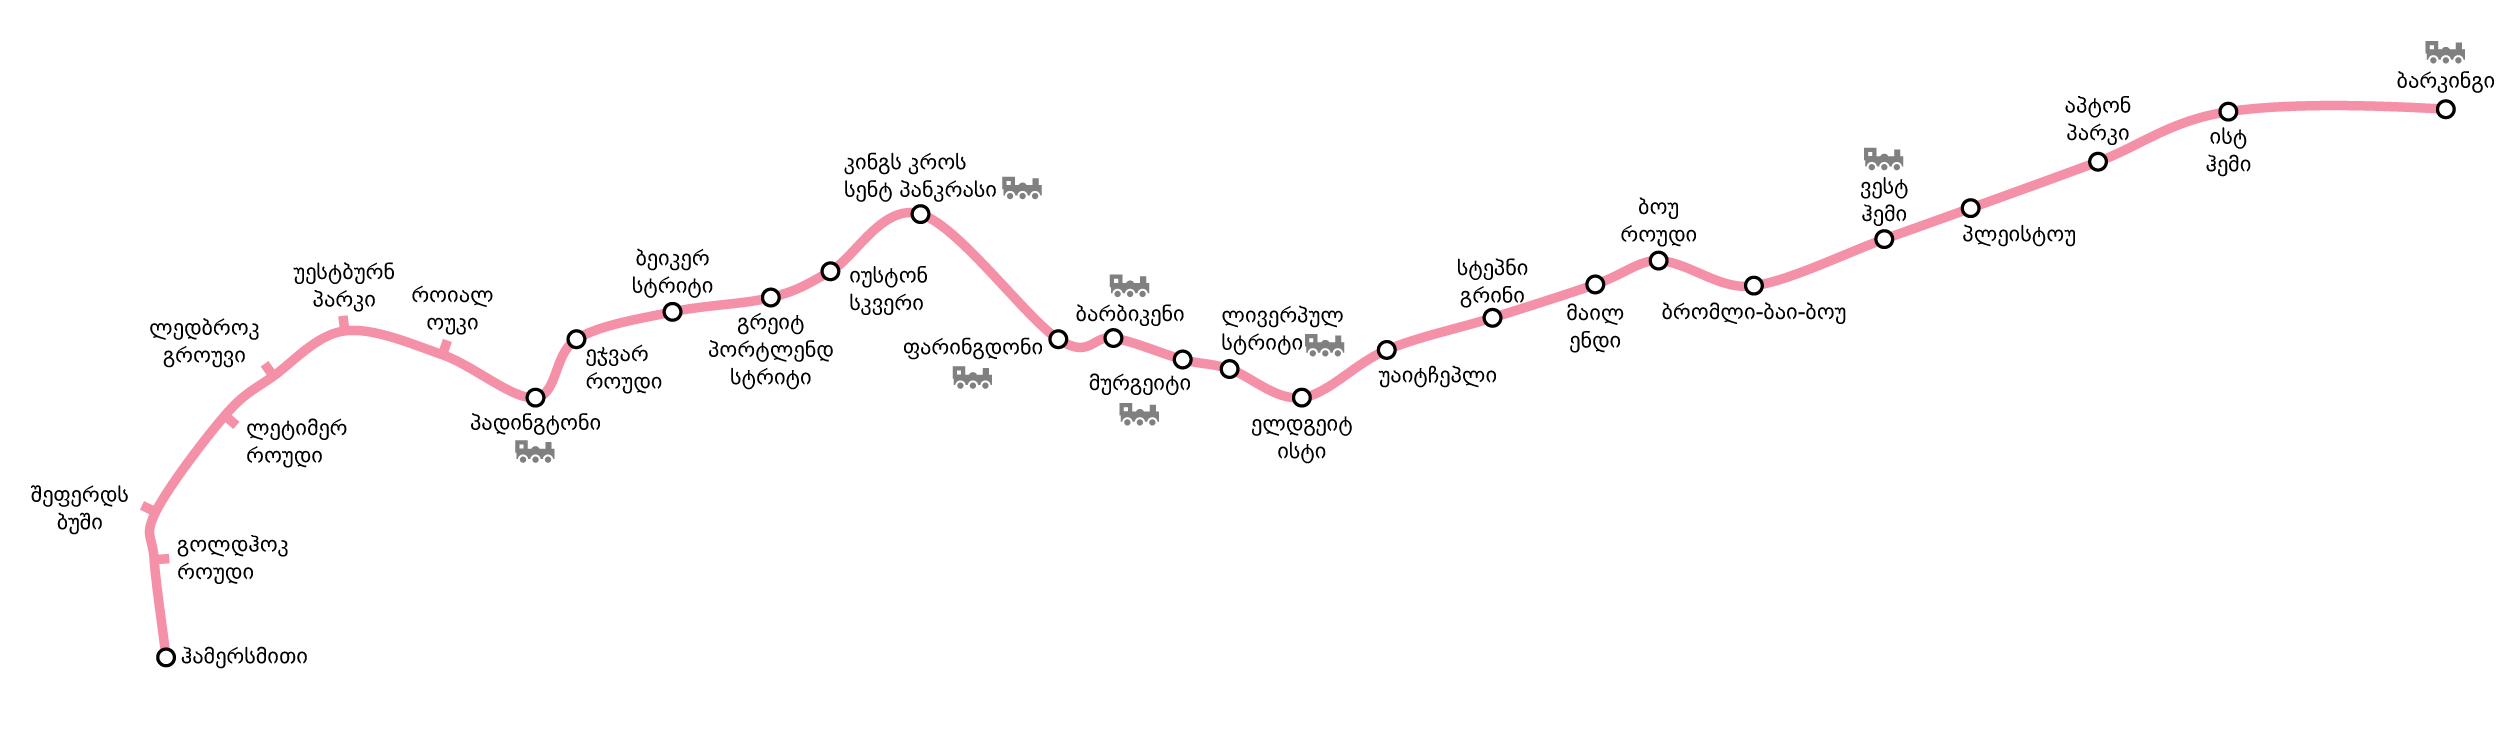 ჰამერსმითი
გოლდჰოკ
როუდი
შეფერდს
ბუში
ლეტიმერ
როუდი
ლედბროკ
გროუვი
უესტბურნ
პარკი
როიალ
ოუკი
პადინგტონი
ეჯვარ
როუდი
ბეიკერ
სტრიტი
გრეიტ
პორტლენდ
სტრიტი
იუსტონ
სკვერი
კინგს კროს
სენტ პანკრასი
ფარინგდონი
ბარბიკენი
მურგეიტი
ლივერპულ
სტრიტი
ელდგეიტ
ისტი
უაიტჩეპლი
სტეპნი
გრინი
მაილ
ენდი
ბოუ
როუდი
ბრომლი-ბაი-ბოუ
ვესტ
ჰემი
პლეისტოუ
აპტონ
პარკი
ისტ
ჰემი
ბარკინგი